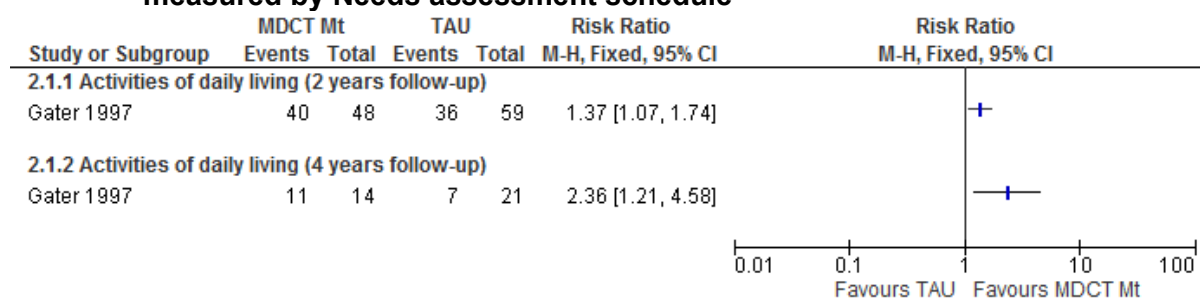 measured by Needs assessment schedule
MDCT Mt TAU Risk Ratio Risk Ratio
Study or Subgroup Events Total Events Total M-H, Fixed, 95% CI M-H, Fixed, 95% CI
2.1.1 Activities of daily living (2 years follow-up)
Gater 1997 40 48 36 59 1.37 [1.07, 1.74]
2.1.2 Activities of daily living (4 years follow-up)
Gater 1997 11 14 7 21 2.36 [1.21, 4.58]
0.01 0.1 1 10 100
Favours TAU Favours MDCT Mt